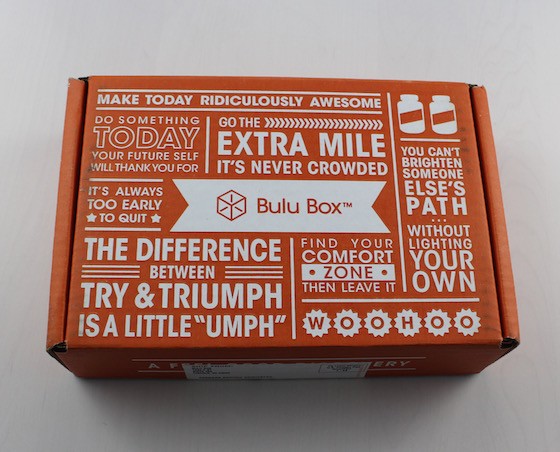 MAKE TODAY RIDICULOUSLY AWESOME
DO SOMETHING
TODAY
YOUR FUTURE SELF
WILL THANK YOU FOR
GO THE
EXTRA MILE
IT'S NEVER CROWDED
YOU CAN'T
BRIGHTEN
SOMEONE
ELSE'S
PATH
...
WITHOUT
LIGHTING
YOUR
OWN
IT'S ALWAYS
TOO EARLY
★ TO QUIT ★
Bulu Box™
THE DIFFERENCE
BETWEEN
TRY & TRIUMPH
IS A LITTLE "UMPH"
FIND YOUR
COMFORT
• ZONE •
THEN LEAVE IT
WOOHOO
A